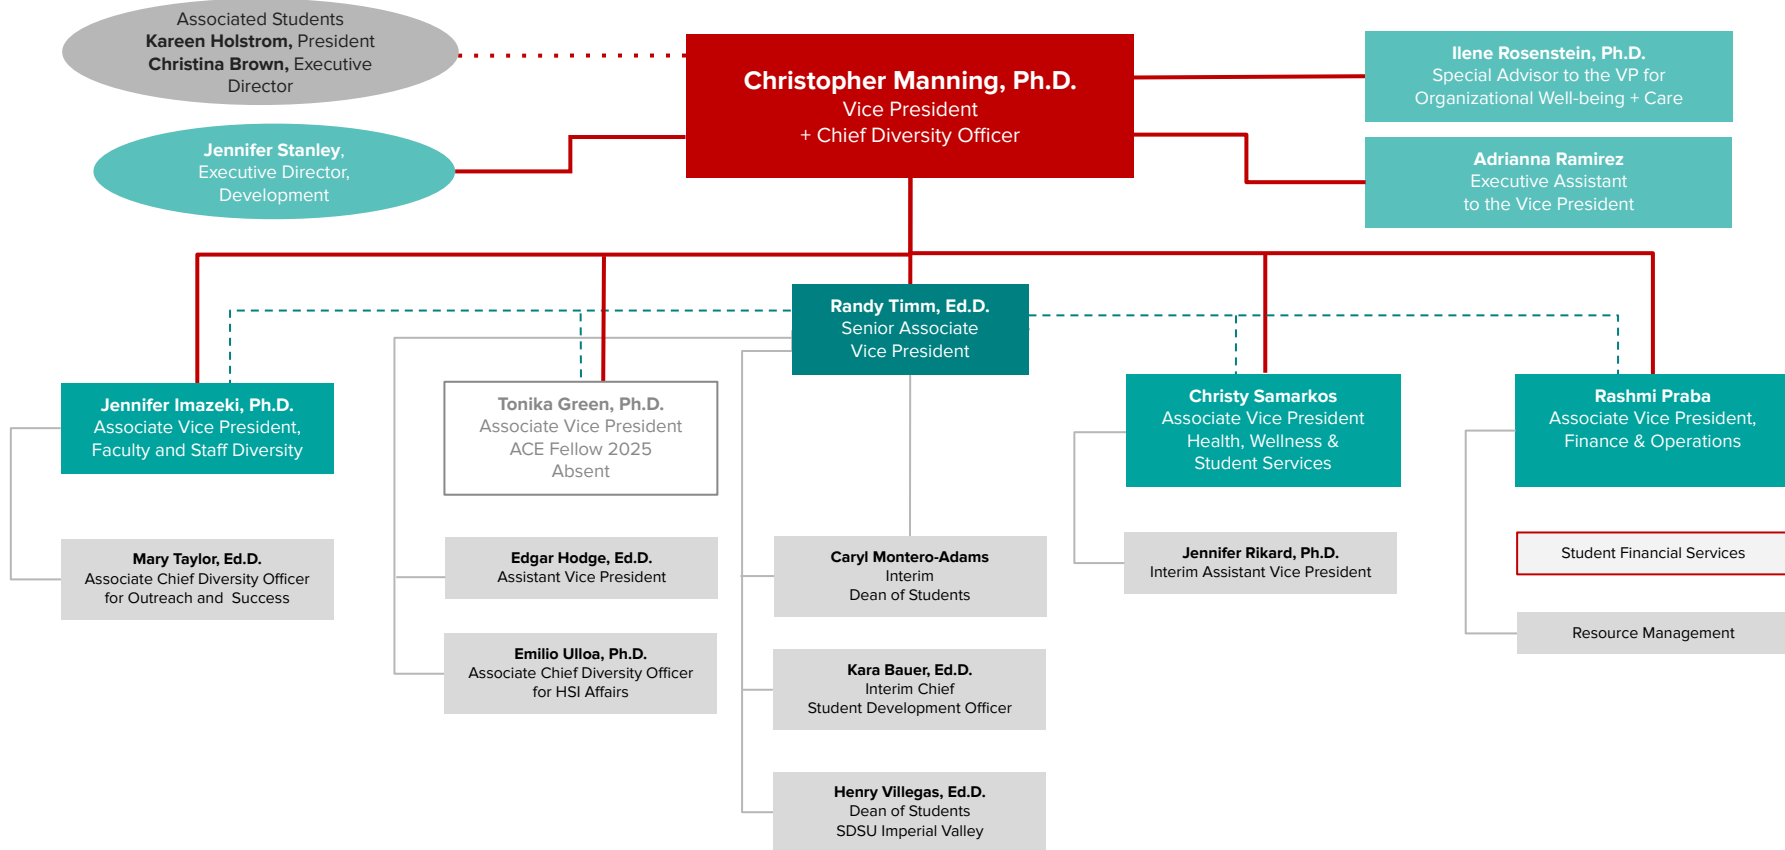 Associated Students
Kareen Holstrom, President
Christina Brown, Executive
Director
Christopher Manning, Ph.D.
Vice President
+ Chief Diversity Officer
Ilene Rosenstein, Ph.D.
Special Advisor to the VP for
Organizational Well-being + Care
Jennifer Stanley,
Executive Director,
Development
Adrianna Ramirez
Executive Assistant
to the Vice President
Randy Timm, Ed.D.
Senior Associate
Vice President
Jennifer Imazeki, Ph.D.
Associate Vice President,
Faculty and Staff Diversity
Tonika Green, Ph.D.
Associate Vice President
ACE Fellow 2025
Absent
Christy Samarkos
Associate Vice President
Health, Wellness &
Student Services
Rashmi Praba
Associate Vice President,
Finance & Operations
Mary Taylor, Ed.D.
Associate Chief Diversity Officer
for Outreach and Success
Edgar Hodge, Ed.D.
Assistant Vice President
Caryl Montero-Adams
Interim
Dean of Students
Jennifer Rikard, Ph.D.
Interim Assistant Vice President
Student Financial Services
Emilio Ulloa, Ph.D.
Associate Chief Diversity Officer
for HSI Affairs
Kara Bauer, Ed.D.
Interim Chief
Student Development Officer
Resource Management
Henry Villegas, Ed.D.
Dean of Students
SDSU Imperial Valley